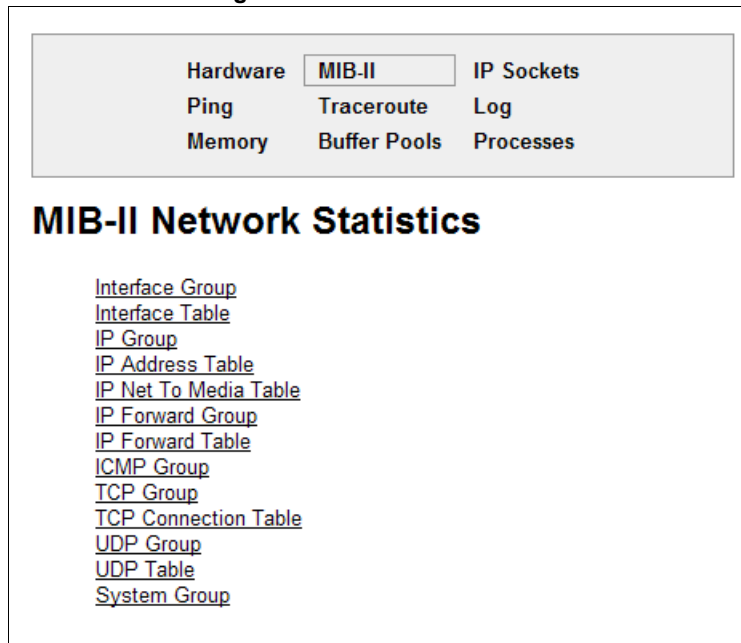 Hardware MIB-II IP Sockets
Ping Traceroute Log
Memory Buffer Pools Processes
MIB-II Network Statistics
Interface Group
Interface Table
IP Group
IP Address Table
IP Net To Media Table
IP Forward Group
IP Forward Table
ICMP Group
TCP Group
TCP Connection Table
UDP Group
UDP Table
System Group